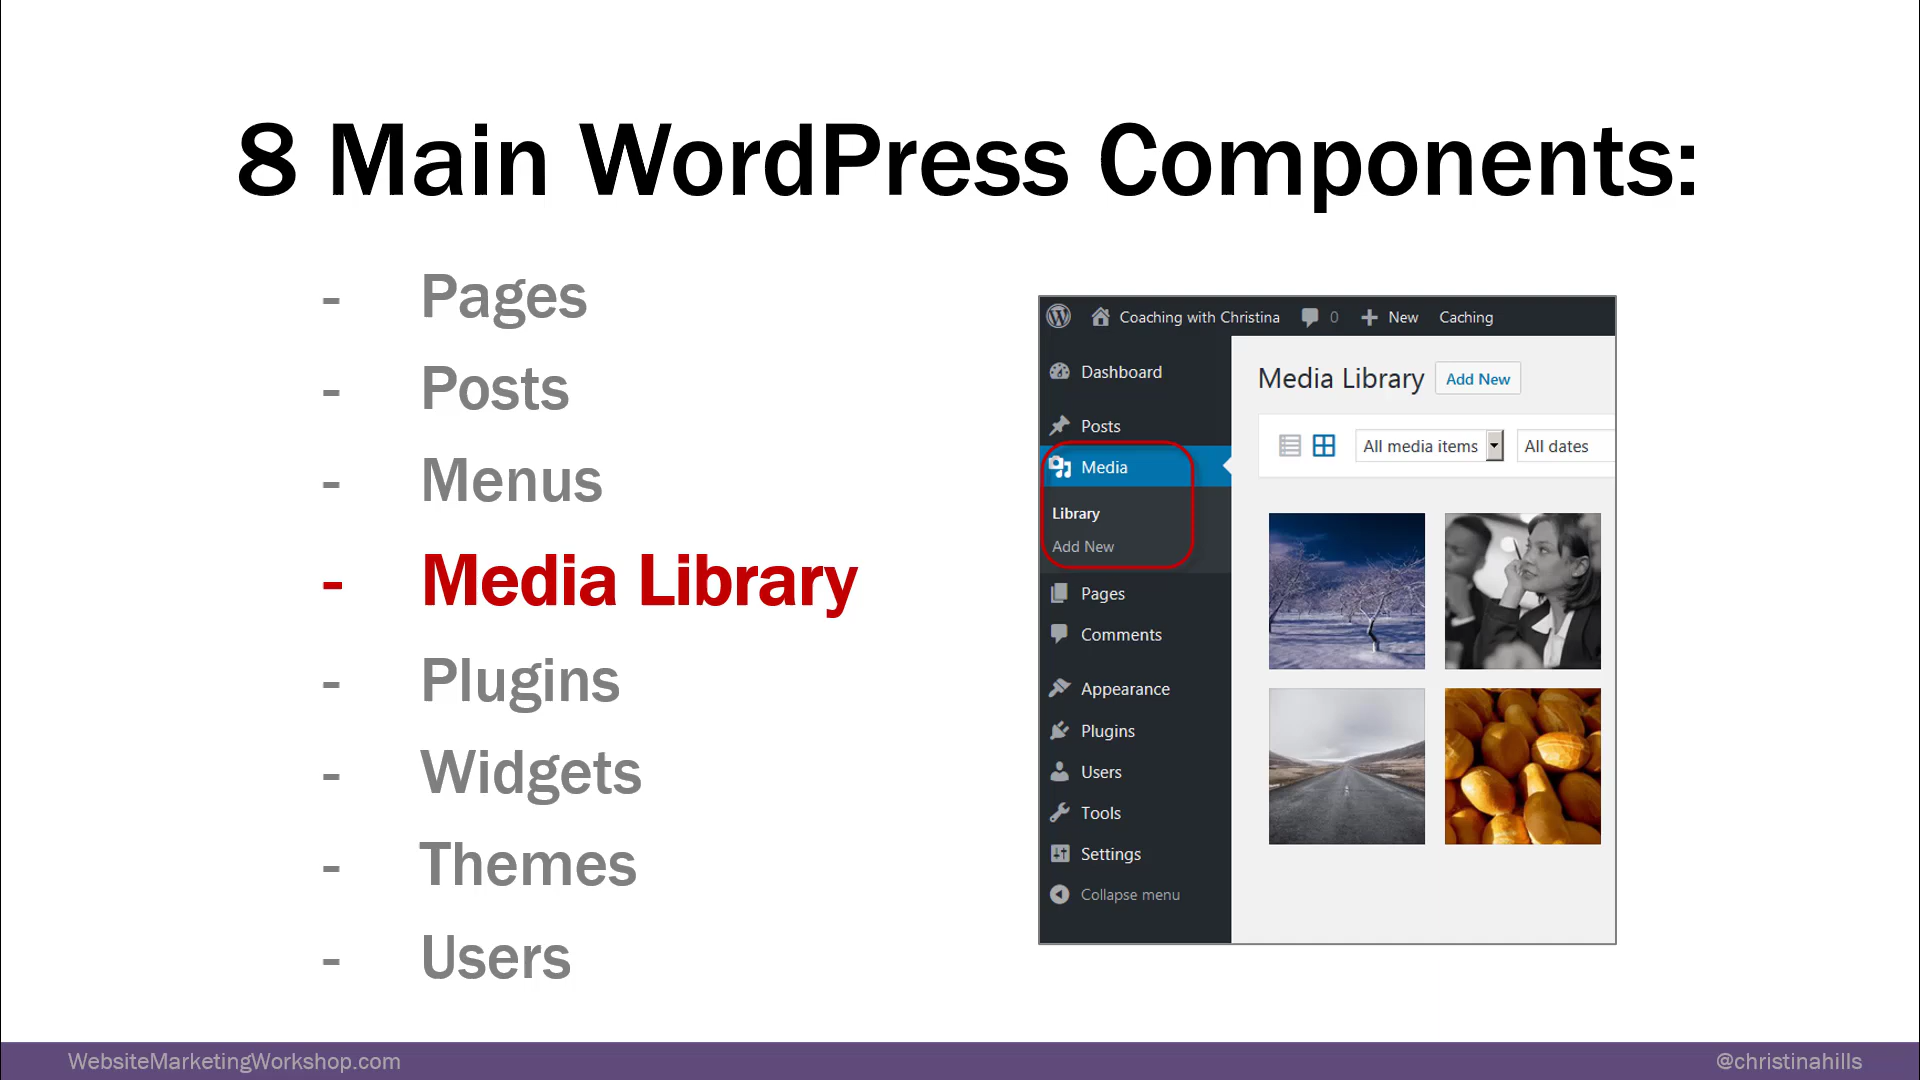 8 Main WordPress Components:
- Pages
- Posts
- Menus
- Media Library
- Plugins
- Widgets
- Themes
- Users
Coaching with Christina 0 New Caching
Dashboard
Posts
Media
Library
Add New
Pages
Comments
Appearance
Plugins
Users
Tools
Settings
Collapse menu
Media Library Add New
All media items All dates
WebsiteMarketingWorkshop.com
@christinahills